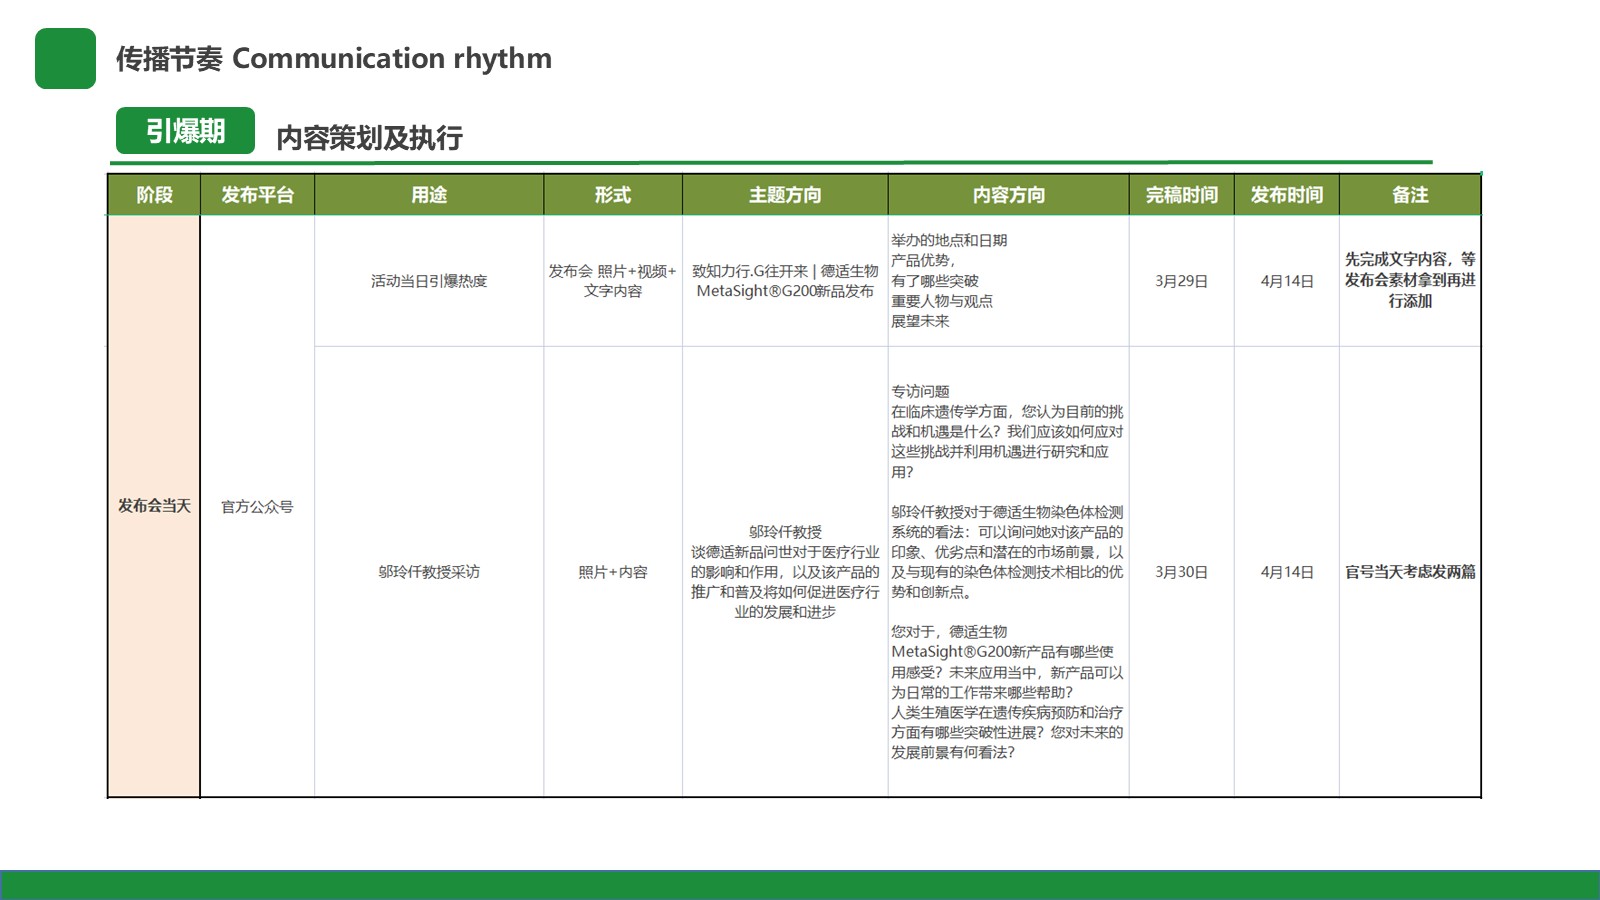 传播节奏 Communication rhythm
引爆期
内容策划及执行
阶段 发布平台 用途 形式 主题方向 内容方向 完稿时间 发布时间 备注
发布会当天
官方公众号
活动当日引爆热度
发布会 照片+视频+
文字内容
致知力行.G往开来 | 德适生物
MetaSight®G200新品发布
举办的地点和日期
产品优势，
有了哪些突破
重要人物与观点
展望未来
3月29日
4月14日
先完成文字内容，等
发布会素材拿到再进
行添加
邬玲仟教授采访
照片+内容
邬玲仟教授
谈德适新品问世对于医疗行业
的影响和作用，以及该产品的
推广和普及将如何促进医疗行
业的发展和进步
专访问题
在临床遗传学方面，您认为目前的挑
战和机遇是什么？我们应该如何应对
这些挑战并利用机遇进行研究和应
用？
邬玲仟教授对于德适生物染色体检测
系统的看法：可以询问她对该产品的
印象、优劣点和潜在的市场前景，以
及与现有的染色体检测技术相比的优
势和创新点。
您对于，德适生物
MetaSight®G200新产品有哪些使
用感受？未来应用当中，新产品可以
为日常的工作带来哪些帮助？
人类生殖医学在遗传疾病预防和治疗
方面有哪些突破性进展？您对未来的
发展前景有何看法？
3月30日
4月14日
官号当天考虑发两篇